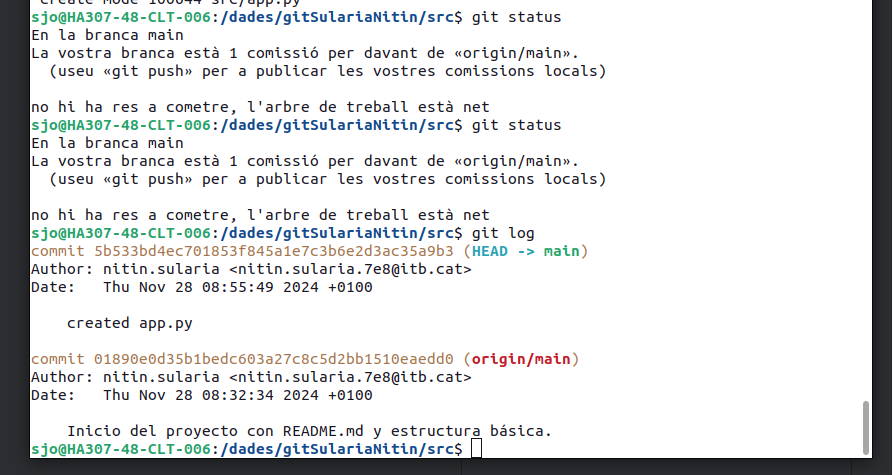 create mode 100644 src/app.py
sjo@HA307-48-CLT-006:/dades/gitSulariaNitin/src$ git status
En la branca main
La vostra branca està 1 comissió per davant de «origin/main».
  (useu «git push» per a publicar les vostres comissions locals)

no hi ha res a cometre, l'arbre de treball està net
sjo@HA307-48-CLT-006:/dades/gitSulariaNitin/src$ git status
En la branca main
La vostra branca està 1 comissió per davant de «origin/main».
  (useu «git push» per a publicar les vostres comissions locals)

no hi ha res a cometre, l'arbre de treball està net
sjo@HA307-48-CLT-006:/dades/gitSulariaNitin/src$ git log
commit 5b533bd4ec701853f845a1e7c3b6e2d3ac35a9b3 (HEAD -> main)
Author: nitin.sularia <nitin.sularia.7e8@itb.cat>
Date:   Thu Nov 28 08:55:49 2024 +0100

    created app.py

commit 01890e0d35b1bedc603a27c8c5d2bb1510eaedd0 (origin/main)
Author: nitin.sularia <nitin.sularia.7e8@itb.cat>
Date:   Thu Nov 28 08:32:34 2024 +0100

    Inicio del proyecto con README.md y estructura básica.
sjo@HA307-48-CLT-006:/dades/gitSulariaNitin/src$